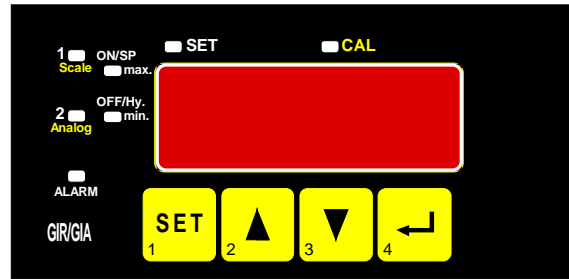 SET CAL
1 ON/SP
Scale max.
OFF/Hy.
2 min.
Analog
ALARM
GIR/GIA
SET
1 2 3 4